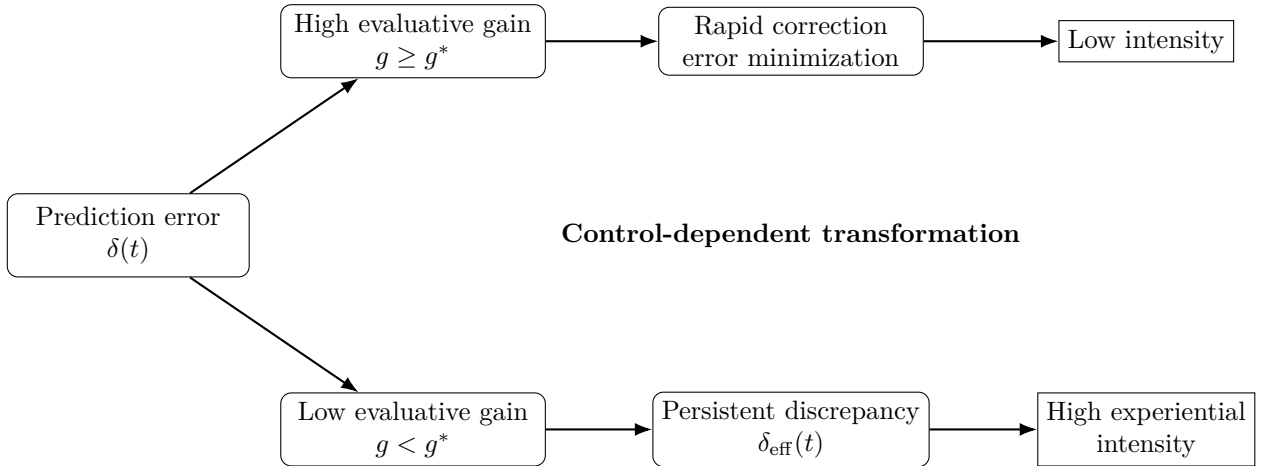 High evaluative gain
g ≥ g*
Rapid correction
error minimization
Low intensity
Prediction error
δ(t)
Control-dependent transformation
Low evaluative gain
g < g*
Persistent discrepancy
δeff(t)
High experiential
intensity